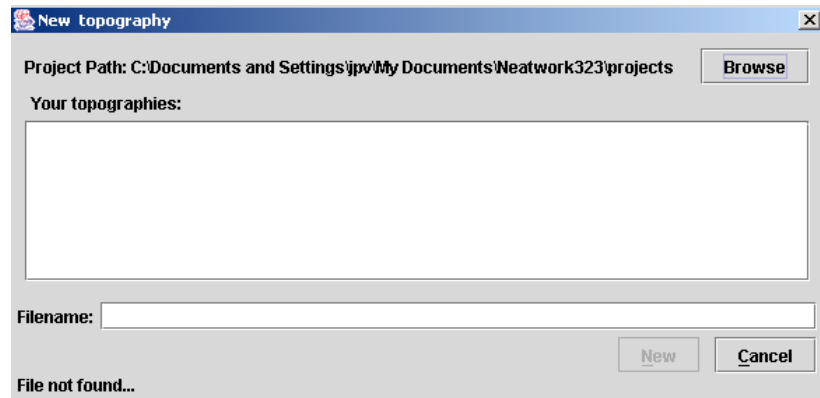 New topography
Project Path: C:\Documents and Settings\jpv\My Documents\Neatwork323\projects Browse
Your topographies:
Filename:
New Cancel
File not found...